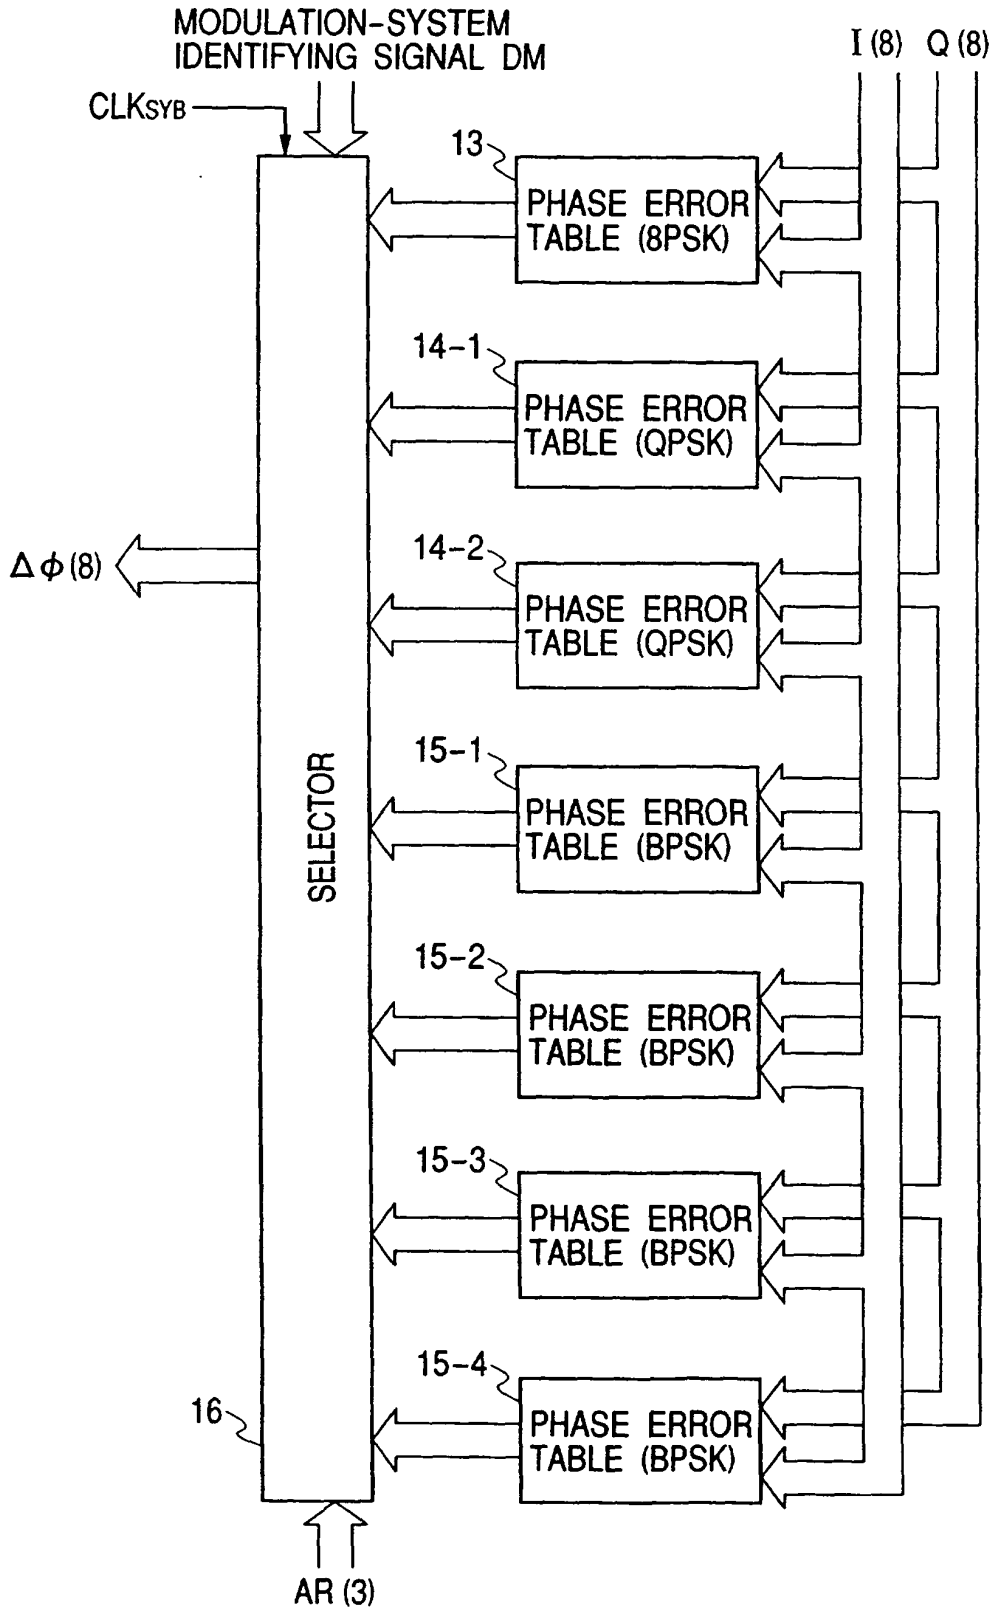 MODULATION-SYSTEM
IDENTIFYING SIGNAL DM
I (8) Q (8)
CLKSYB
13
PHASE ERROR
TABLE (8PSK)
14-1
PHASE ERROR
TABLE (QPSK)
14-2
PHASE ERROR
TABLE (QPSK)
Δφ(8)
SELECTOR
15-1
PHASE ERROR
TABLE (BPSK)
15-2
PHASE ERROR
TABLE (BPSK)
15-3
PHASE ERROR
TABLE (BPSK)
15-4
PHASE ERROR
TABLE (BPSK)
16
AR (3)